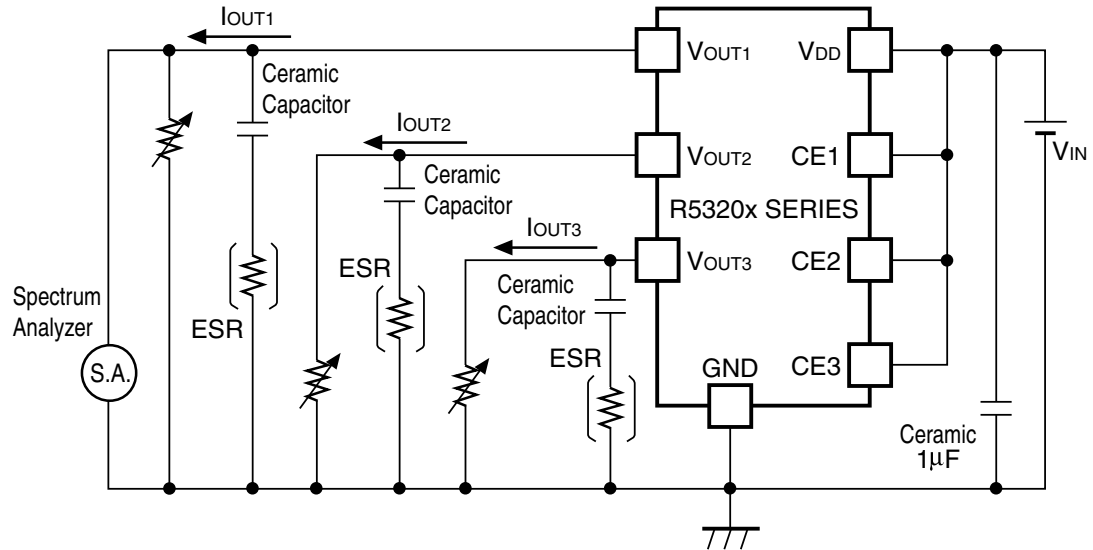 IOUT1
Ceramic
Capacitor
ESR
Spectrum
Analyzer
S.A.
IOUT2
Ceramic
Capacitor
ESR
IOUT3
Ceramic
Capacitor
ESR
VOUT1
VDD
VOUT2
CE1
R5320x SERIES
VOUT3
CE2
GND
CE3
VIN
Ceramic
1μF